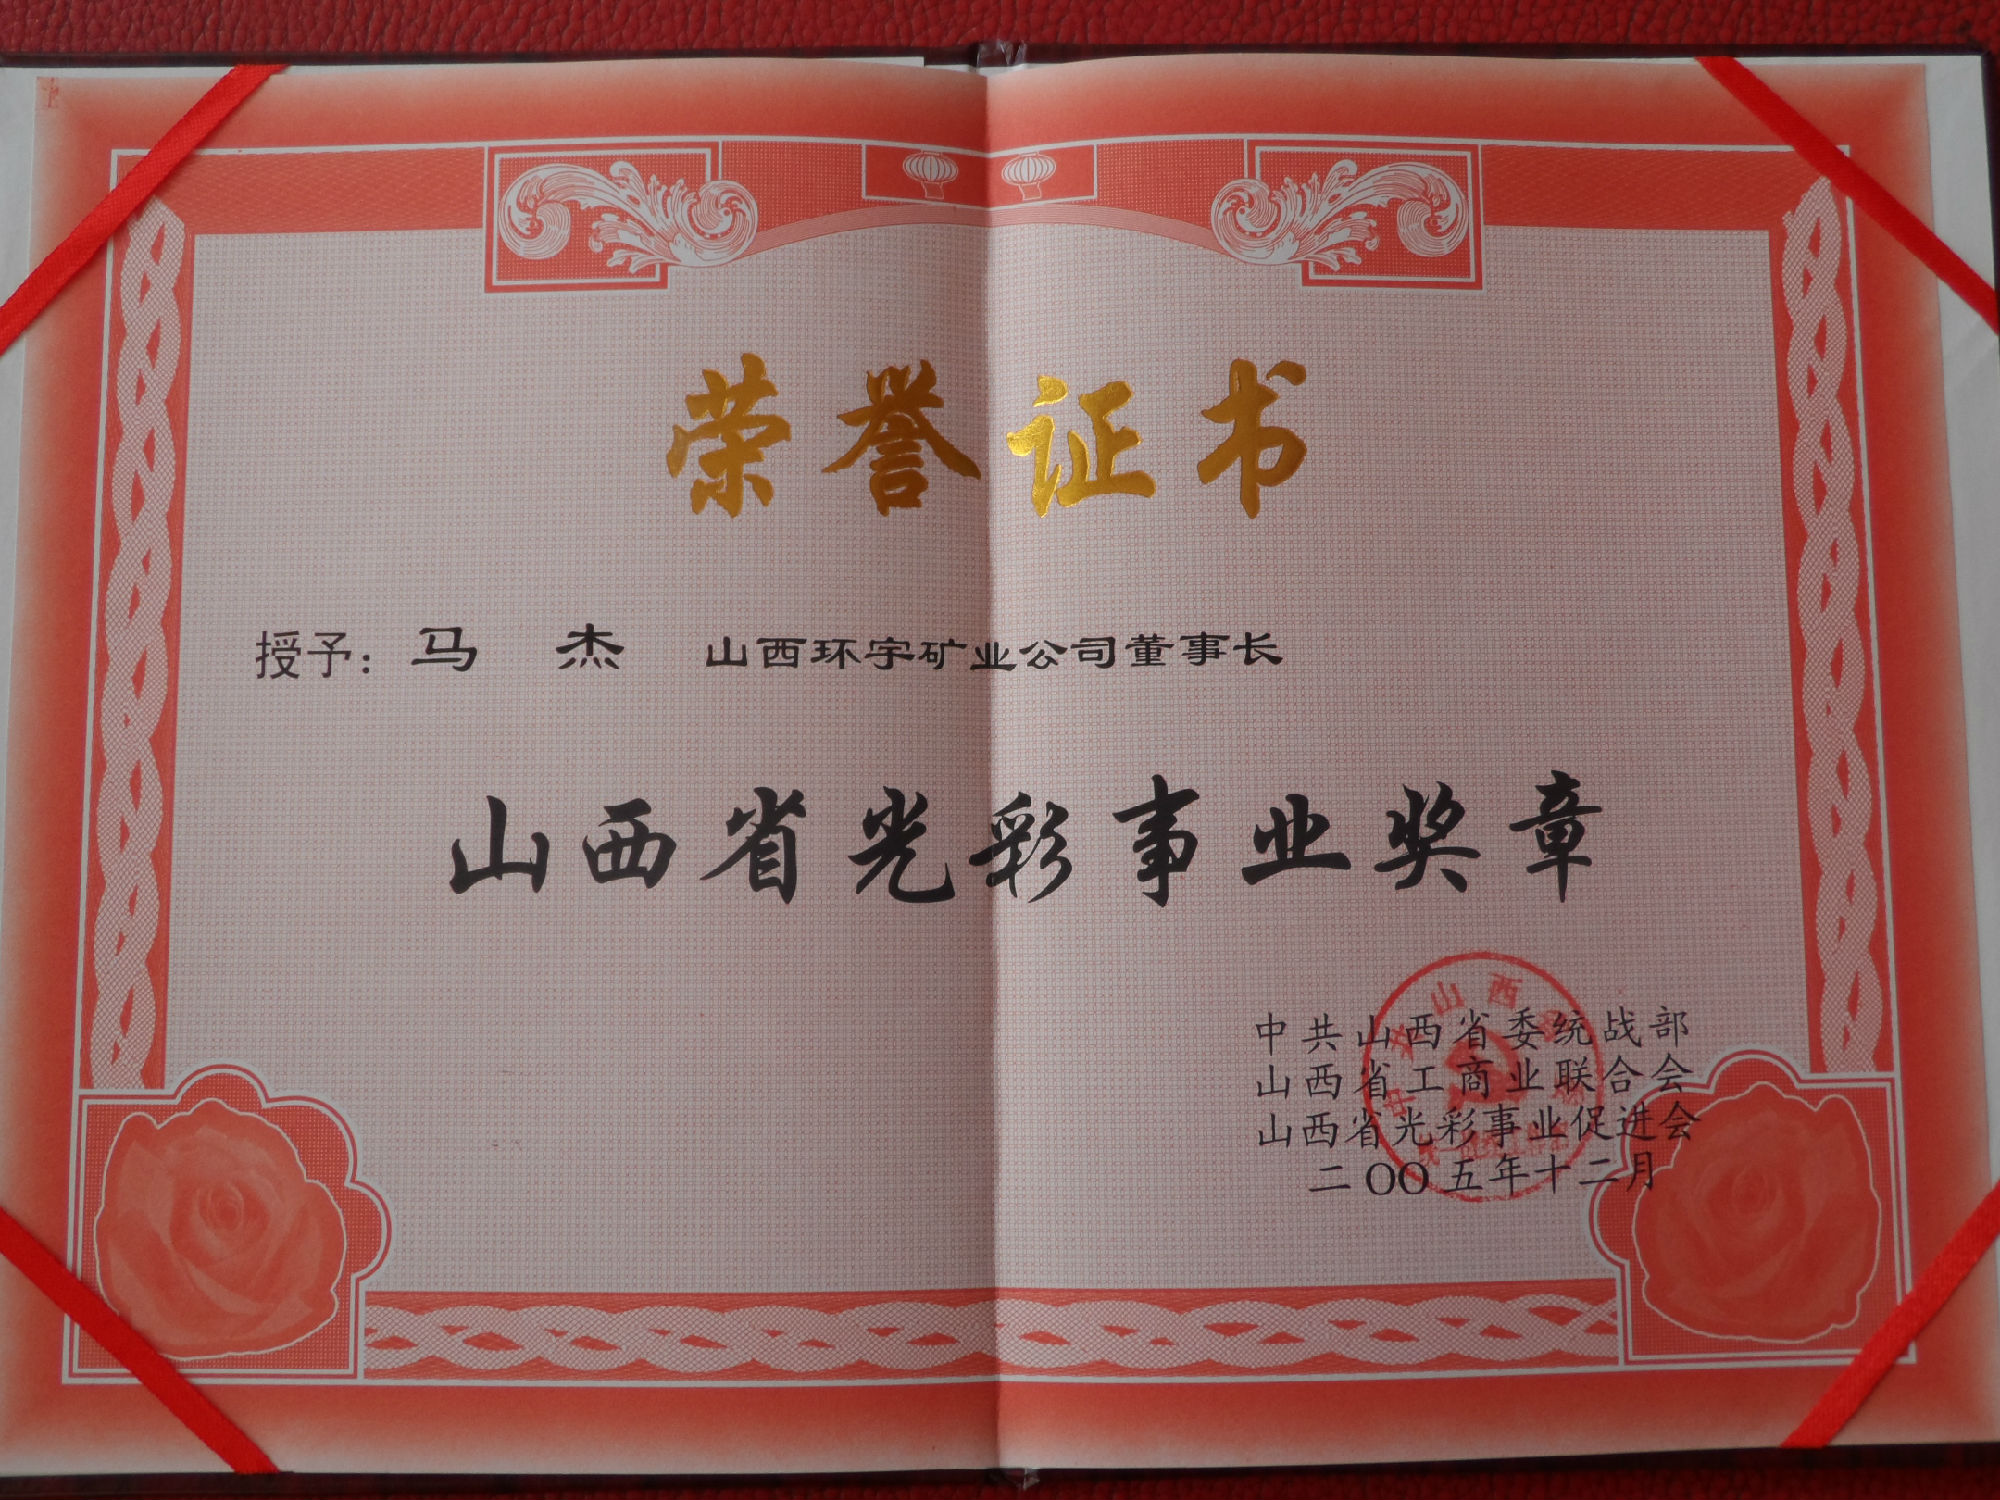 荣誉证书
授予：马 杰 山西环宇矿业公司董事长
山西省光彩事业奖章
中共山西省委统战部
山西省工商业联合会
山西省光彩事业促进会
二OO五年十二月